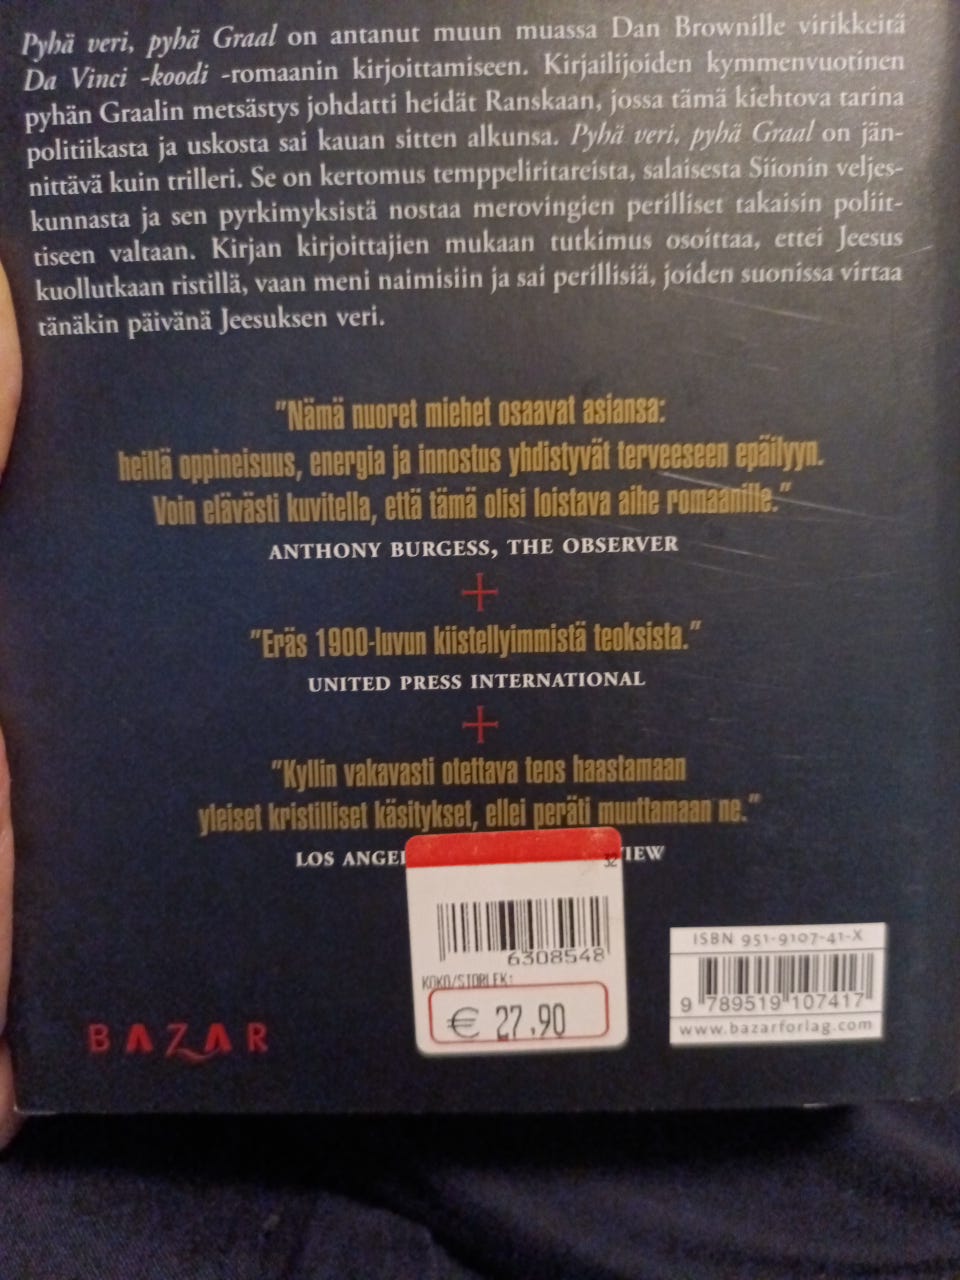 Pyhä veri, pyhä Graal on antanut muun muassa Dan Brownille virikkeitä
Da Vinci -koodi -romaanin kirjoittamiseen. Kirjailijoiden kymmenvuotinen
pyhän Graalin metsästys johdatti heidät Ranskaan, jossa tämä kiehtova tarina
politiikasta ja uskosta sai kauan sitten alkunsa. Pyhä veri, pyhä Graal on jän-
nittävä kuin trilleri. Se on kertomus temppeliritareista, salaisesta Siionin veljes-
kunnasta ja sen pyrkimyksistä nostaa merovingien perilliset takaisin poliit-
tiseen valtaan. Kirjan kirjoittajien mukaan tutkimus osoittaa, ettei Jeesus
kuollutkaan ristillä, vaan meni naimisiin ja sai perillisiä, joiden suonissa virtaa
tänäkin päivänä Jeesuksen veri.
"Nämä nuoret miehet osaavat asiansa:
heillä oppineisuus, energia ja innostus yhdistyvät terveeseen epäilyyn.
Voin elävästi kuvitella, että tämä olisi loistava aihe romaanille."
ANTHONY BURGESS, THE OBSERVER
"Eräs 1900-luvun kiistellyimmistä teoksista."
UNITED PRESS INTERNATIONAL
"Kyllin vakavasti otettava teos haastamaan
yleiset kristilliset käsitykset, ellei peräti muuttamaan ne."
LOS
32
6308548
KOKO/STORLEK:
€ 27,90
ISBN 951-9107-41-X
9 789519 107417
www.bazarforlag.com
BAZAR